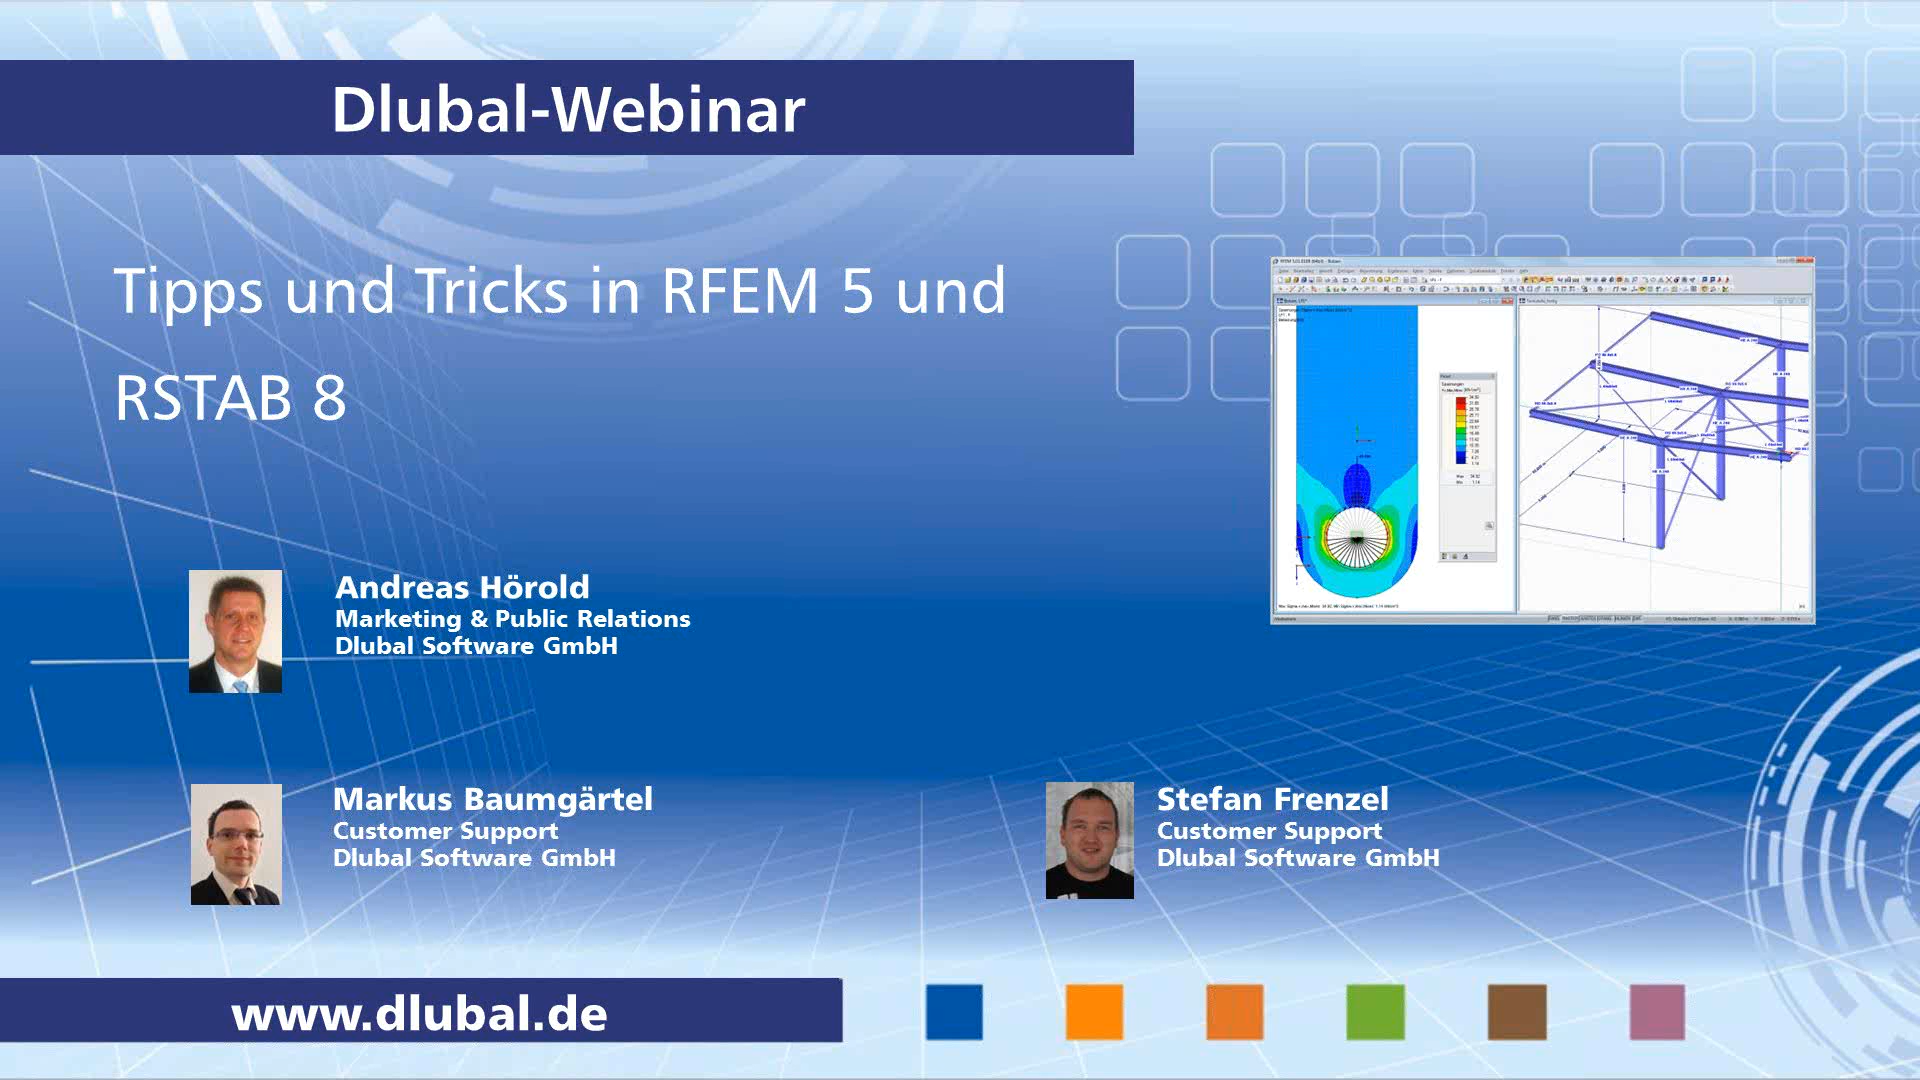 Dlubal-Webinar
Tipps und Tricks in RFEM 5 und
RSTAB 8
Andreas Hörold
Marketing & Public Relations
Dlubal Software GmbH
Markus Baumgärtel
Customer Support
Dlubal Software GmbH
Stefan Frenzel
Customer Support
Dlubal Software GmbH
www.dlubal.de